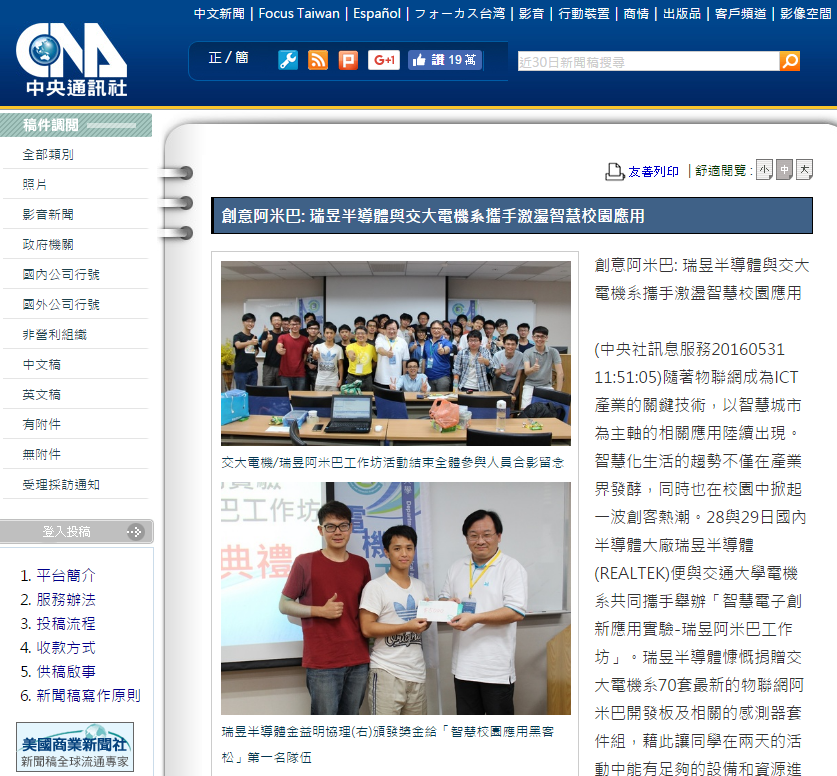 中文新聞 | Focus Taiwan | Español | フォーカス台湾 | 影音 | 行動裝置 | 商情 | 出版品 | 客戶頻道 | 影像空間
CNA
中央通訊社
正 / 簡
G+1
讚 19 萬
近30日新聞稿搜尋
稿件調閱
全部類別
照片
影音新聞
政府機關
國內公司行號
國外公司行號
非營利組織
中文稿
英文稿
有附件
無附件
受理採訪通知
登入投稿
1. 平台簡介
2. 服務辦法
3. 投稿流程
4. 收款方式
5. 供稿啟事
6. 新聞稿寫作原則
美國商業新聞社
新聞稿全球流通專家
友善列印 | 舒適閱覽 : 小 中 大
創意阿米巴: 瑞昱半導體與交大電機系攜手激盪智慧校園應用
交大電機/瑞昱阿米巴工作坊活動結束全體參與人員合影留念
實驗
巴工作坊
典禮
電機
瑞昱半導體金益明協理(右)頒發獎金給「智慧校園應用黑客
松」第一名隊伍
創意阿米巴: 瑞昱半導體與交大
電機系攜手激盪智慧校園應用
(中央社訊息服務20160531
11:51:05)隨著物聯網成為ICT
產業的關鍵技術，以智慧城市
為主軸的相關應用陸續出現。
智慧化生活的趨勢不僅在產業
界發酵，同時也在校園中掀起
一波創客熱潮。28與29日國內
半導體大廠瑞昱半導體
(REALTEK)便與交通大學電機
系共同攜手舉辦「智慧電子創
新應用實驗-瑞昱阿米巴工作
坊」。瑞昱半導體慷慨捐贈交
大電機系70套最新的物聯網阿
米巴開發板及相關的感測器套
件組，藉此讓同學在兩天的活
動中能有足夠的設備和資源進